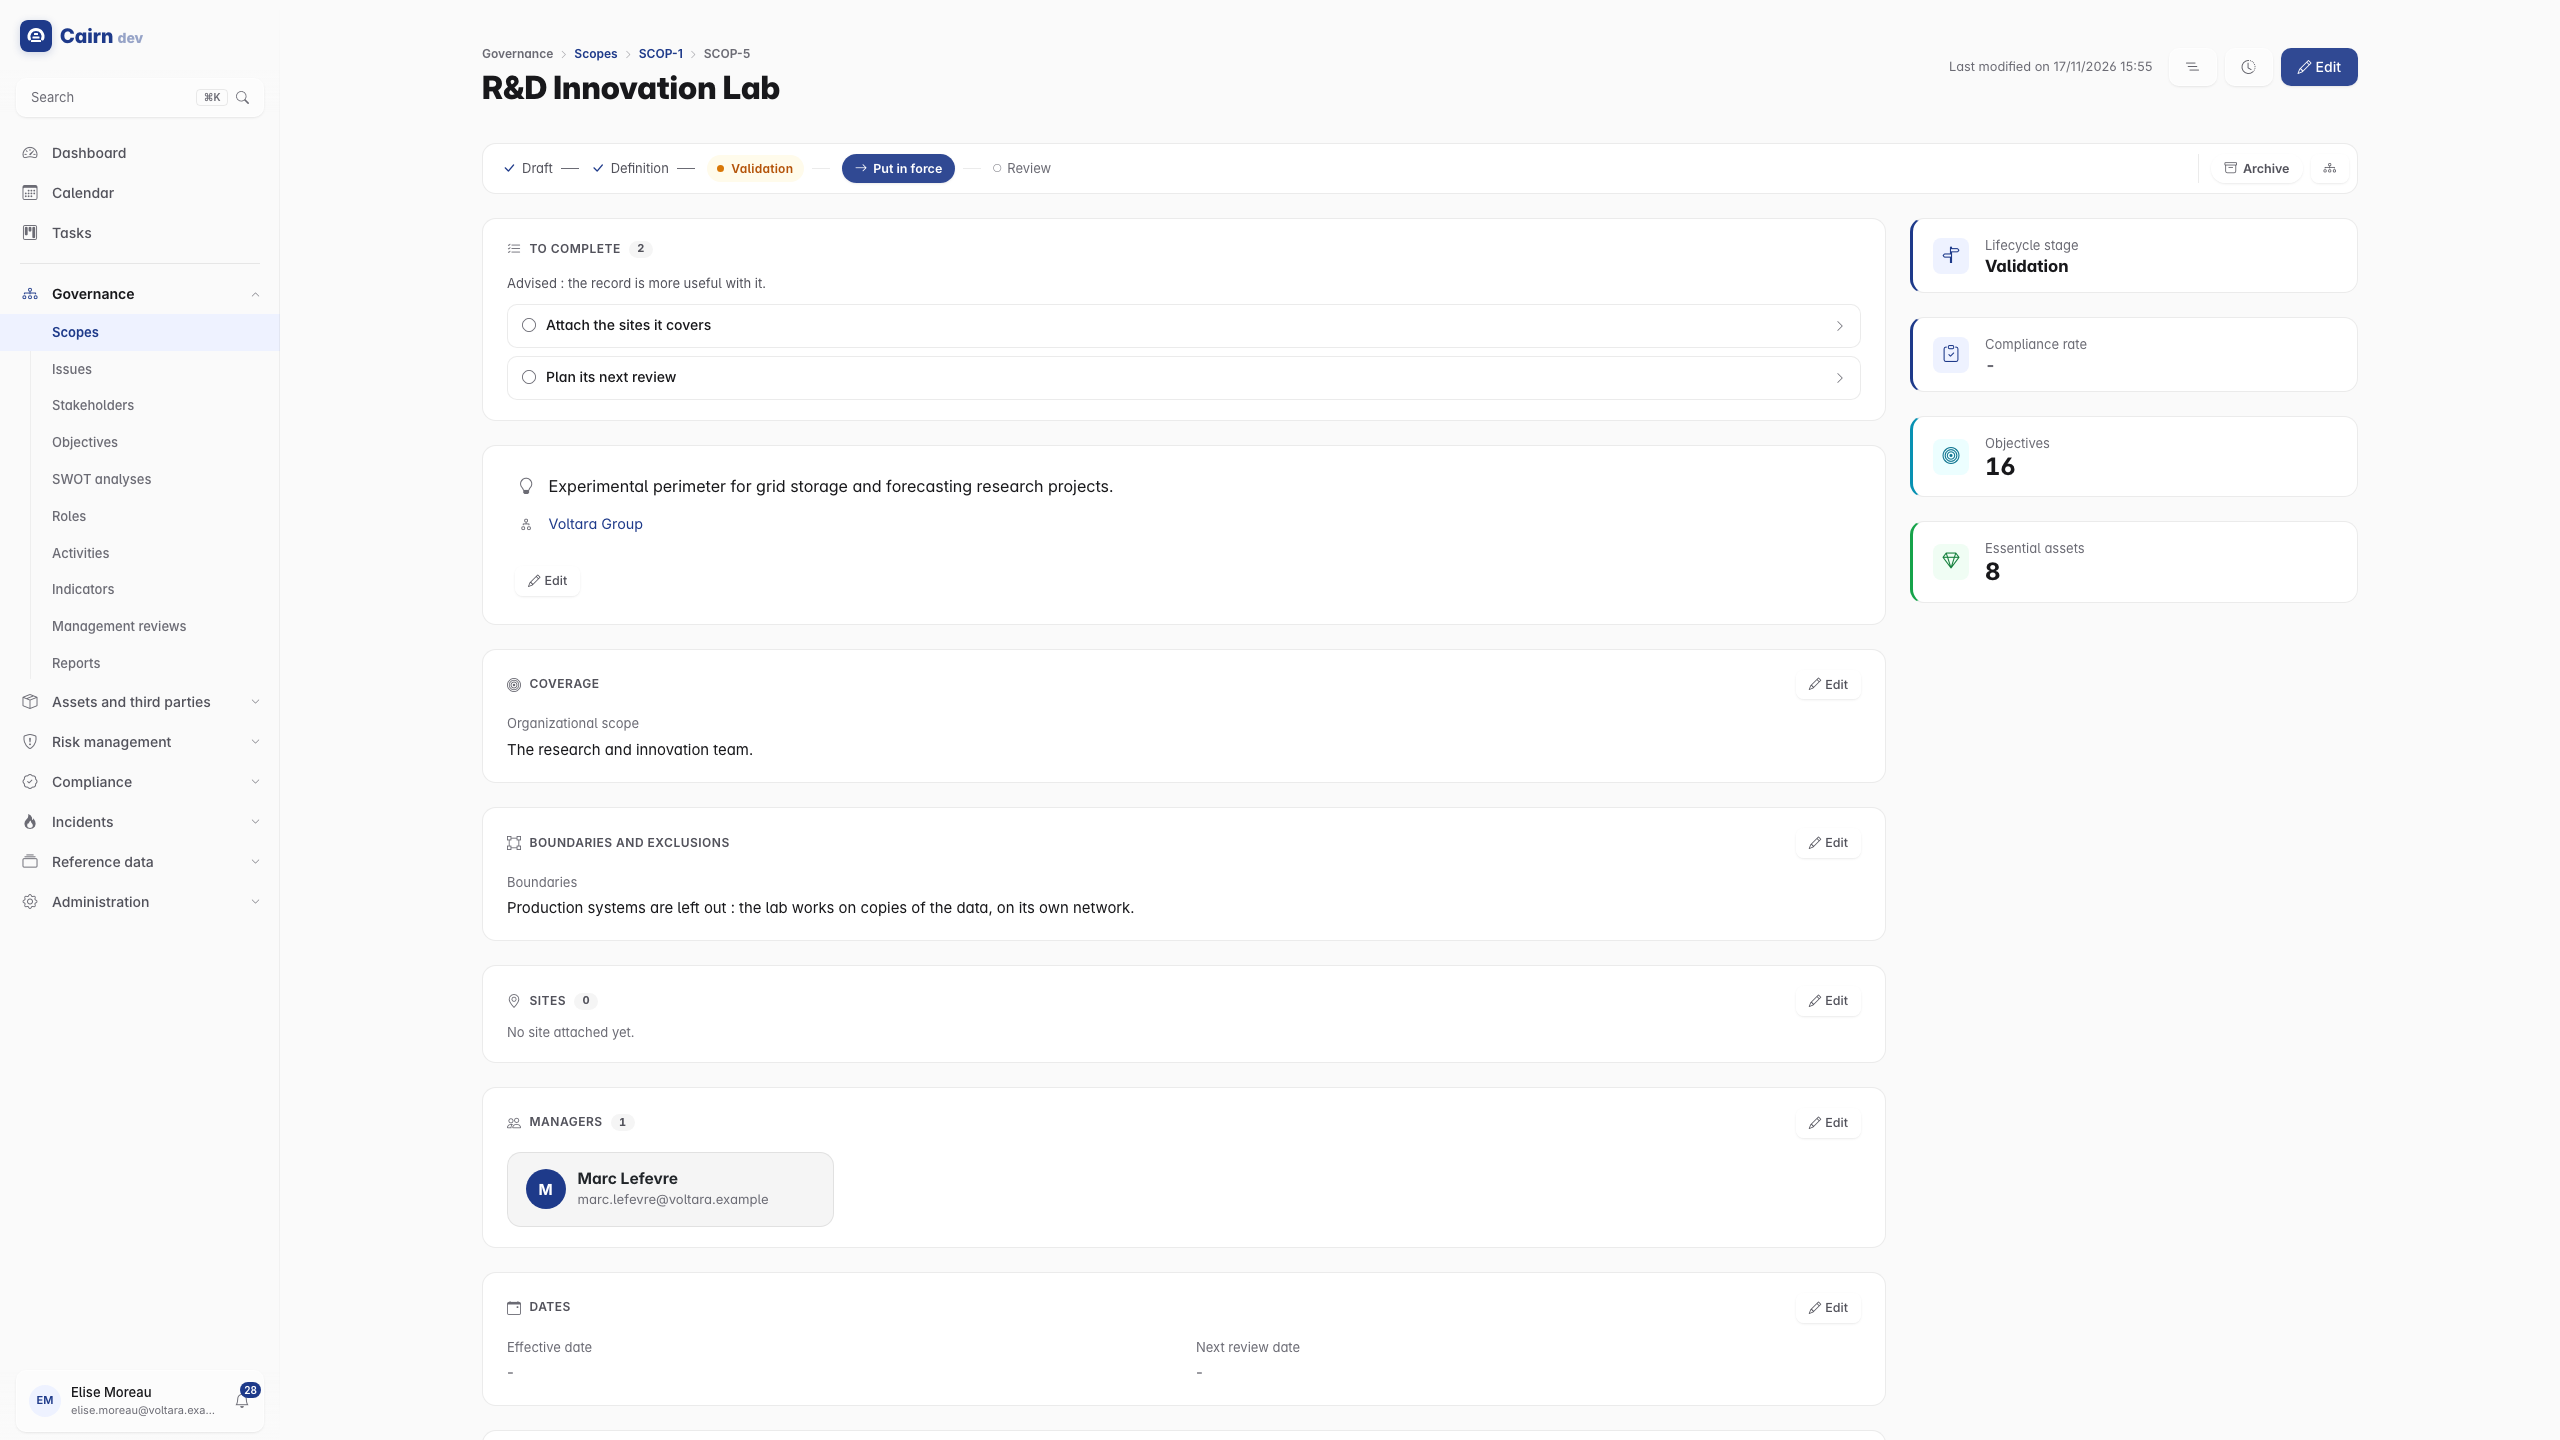 Cairn dev
Search ⌘K
Dashboard
Calendar
Tasks
Governance
Scopes
Issues
Stakeholders
Objectives
SWOT analyses
Roles
Activities
Indicators
Management reviews
Reports
Assets and third parties
Risk management
Compliance
Incidents
Reference data
Administration
EM
Elise Moreau
elise.moreau@voltara.exa...
28
Governance > Scopes > SCOP-1 > SCOP-5
R&D Innovation Lab
Last modified on 17/11/2026 15:55
Edit
Draft
Definition
Validation
Put in force
Review
Archive
TO COMPLETE 2
Advised : the record is more useful with it.
Attach the sites it covers
Plan its next review
Experimental perimeter for grid storage and forecasting research projects.
Voltara Group
Edit
COVERAGE
Edit
Organizational scope
The research and innovation team.
BOUNDARIES AND EXCLUSIONS
Edit
Boundaries
Production systems are left out : the lab works on copies of the data, on its own network.
SITES 0
Edit
No site attached yet.
MANAGERS 1
Edit
M
Marc Lefevre
marc.lefevre@voltara.example
DATES
Edit
Effective date
-
Next review date
-
Lifecycle stage
Validation
Compliance rate
-
Objectives
16
Essential assets
8